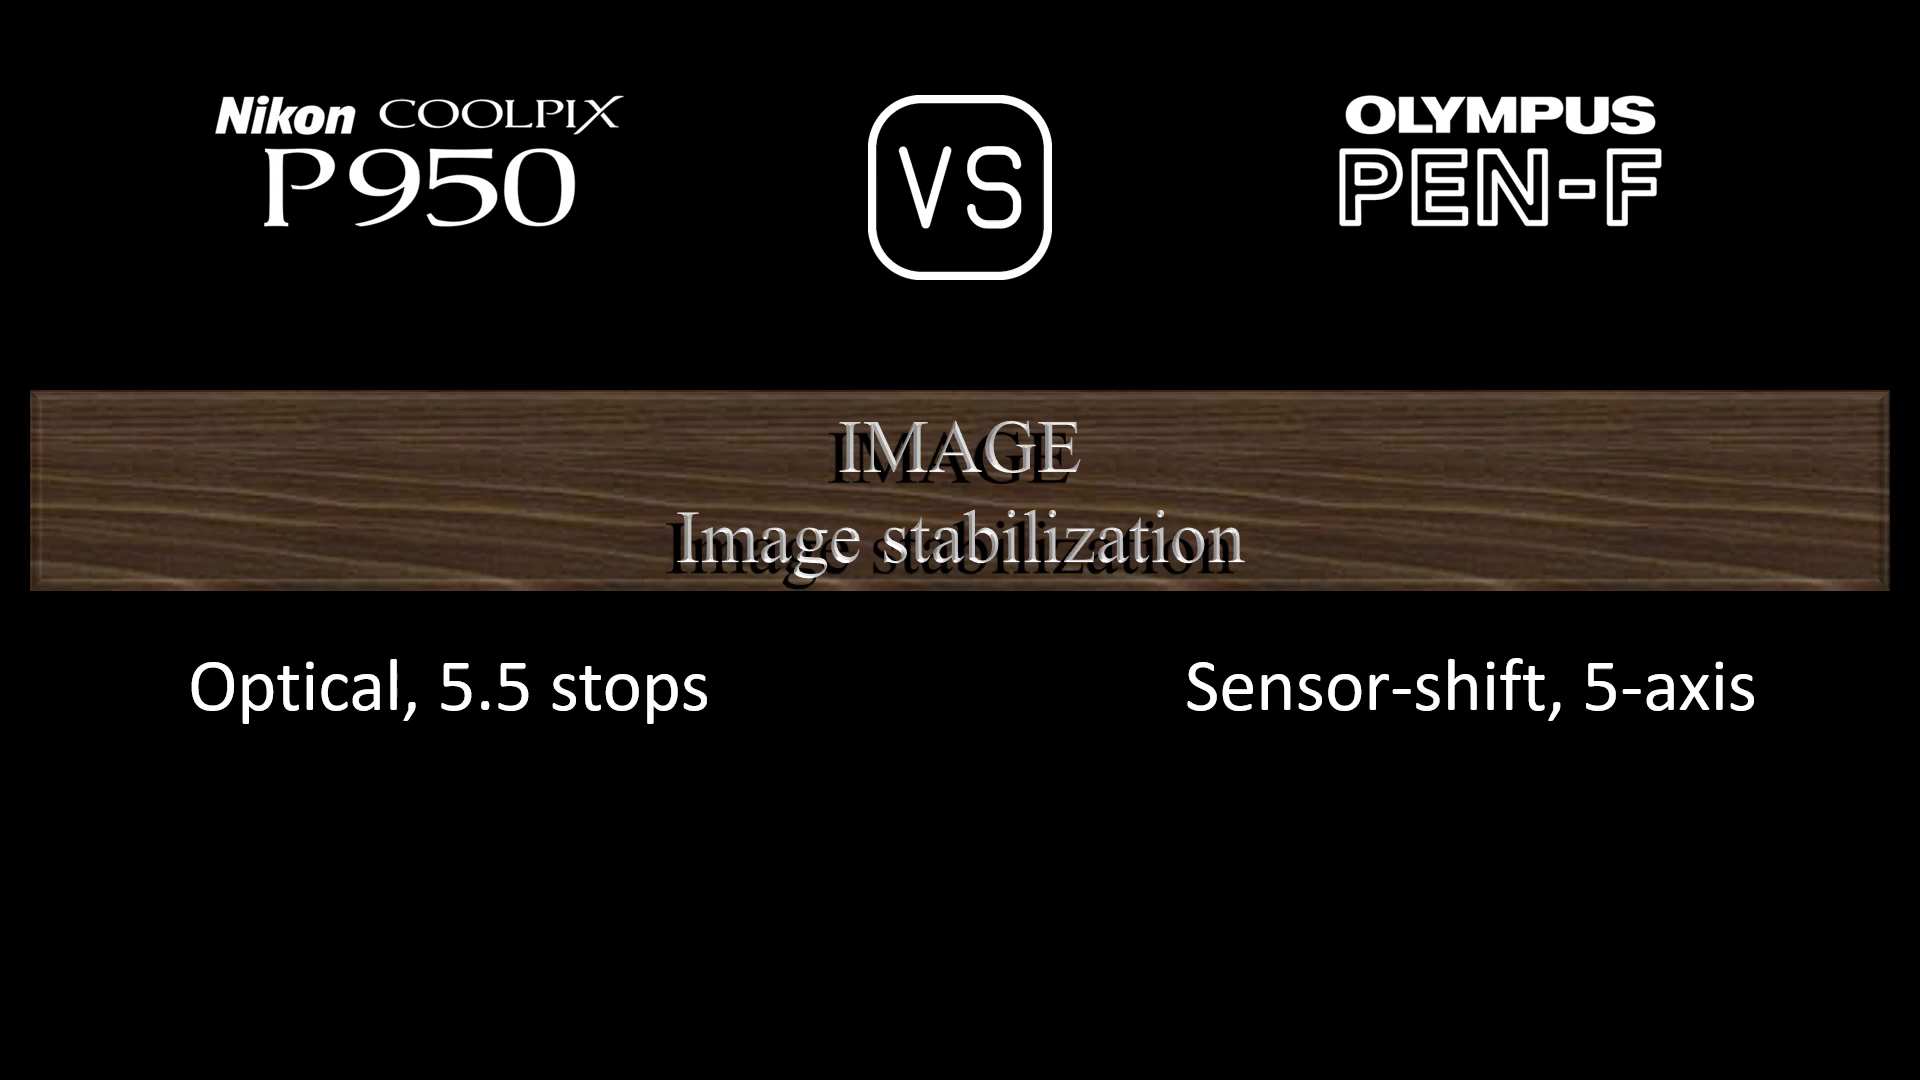 Nikon COOLPIX
P950
VS
OLYMPUS
PEN-F
IMAGE
Image stabilization
Optical, 5.5 stops
Sensor-shift, 5-axis